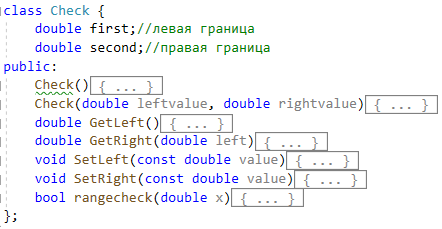 class Check {
double first;//левая граница
double second;//правая граница
public:
Check() { ... }
Check(double leftvalue, double rightvalue) { ... }
double GetLeft() { ... }
double GetRight(double left) { ... }
void SetLeft(const double value) { ... }
void SetRight(const double value) { ... }
bool rangecheck(double x) { ... }
};